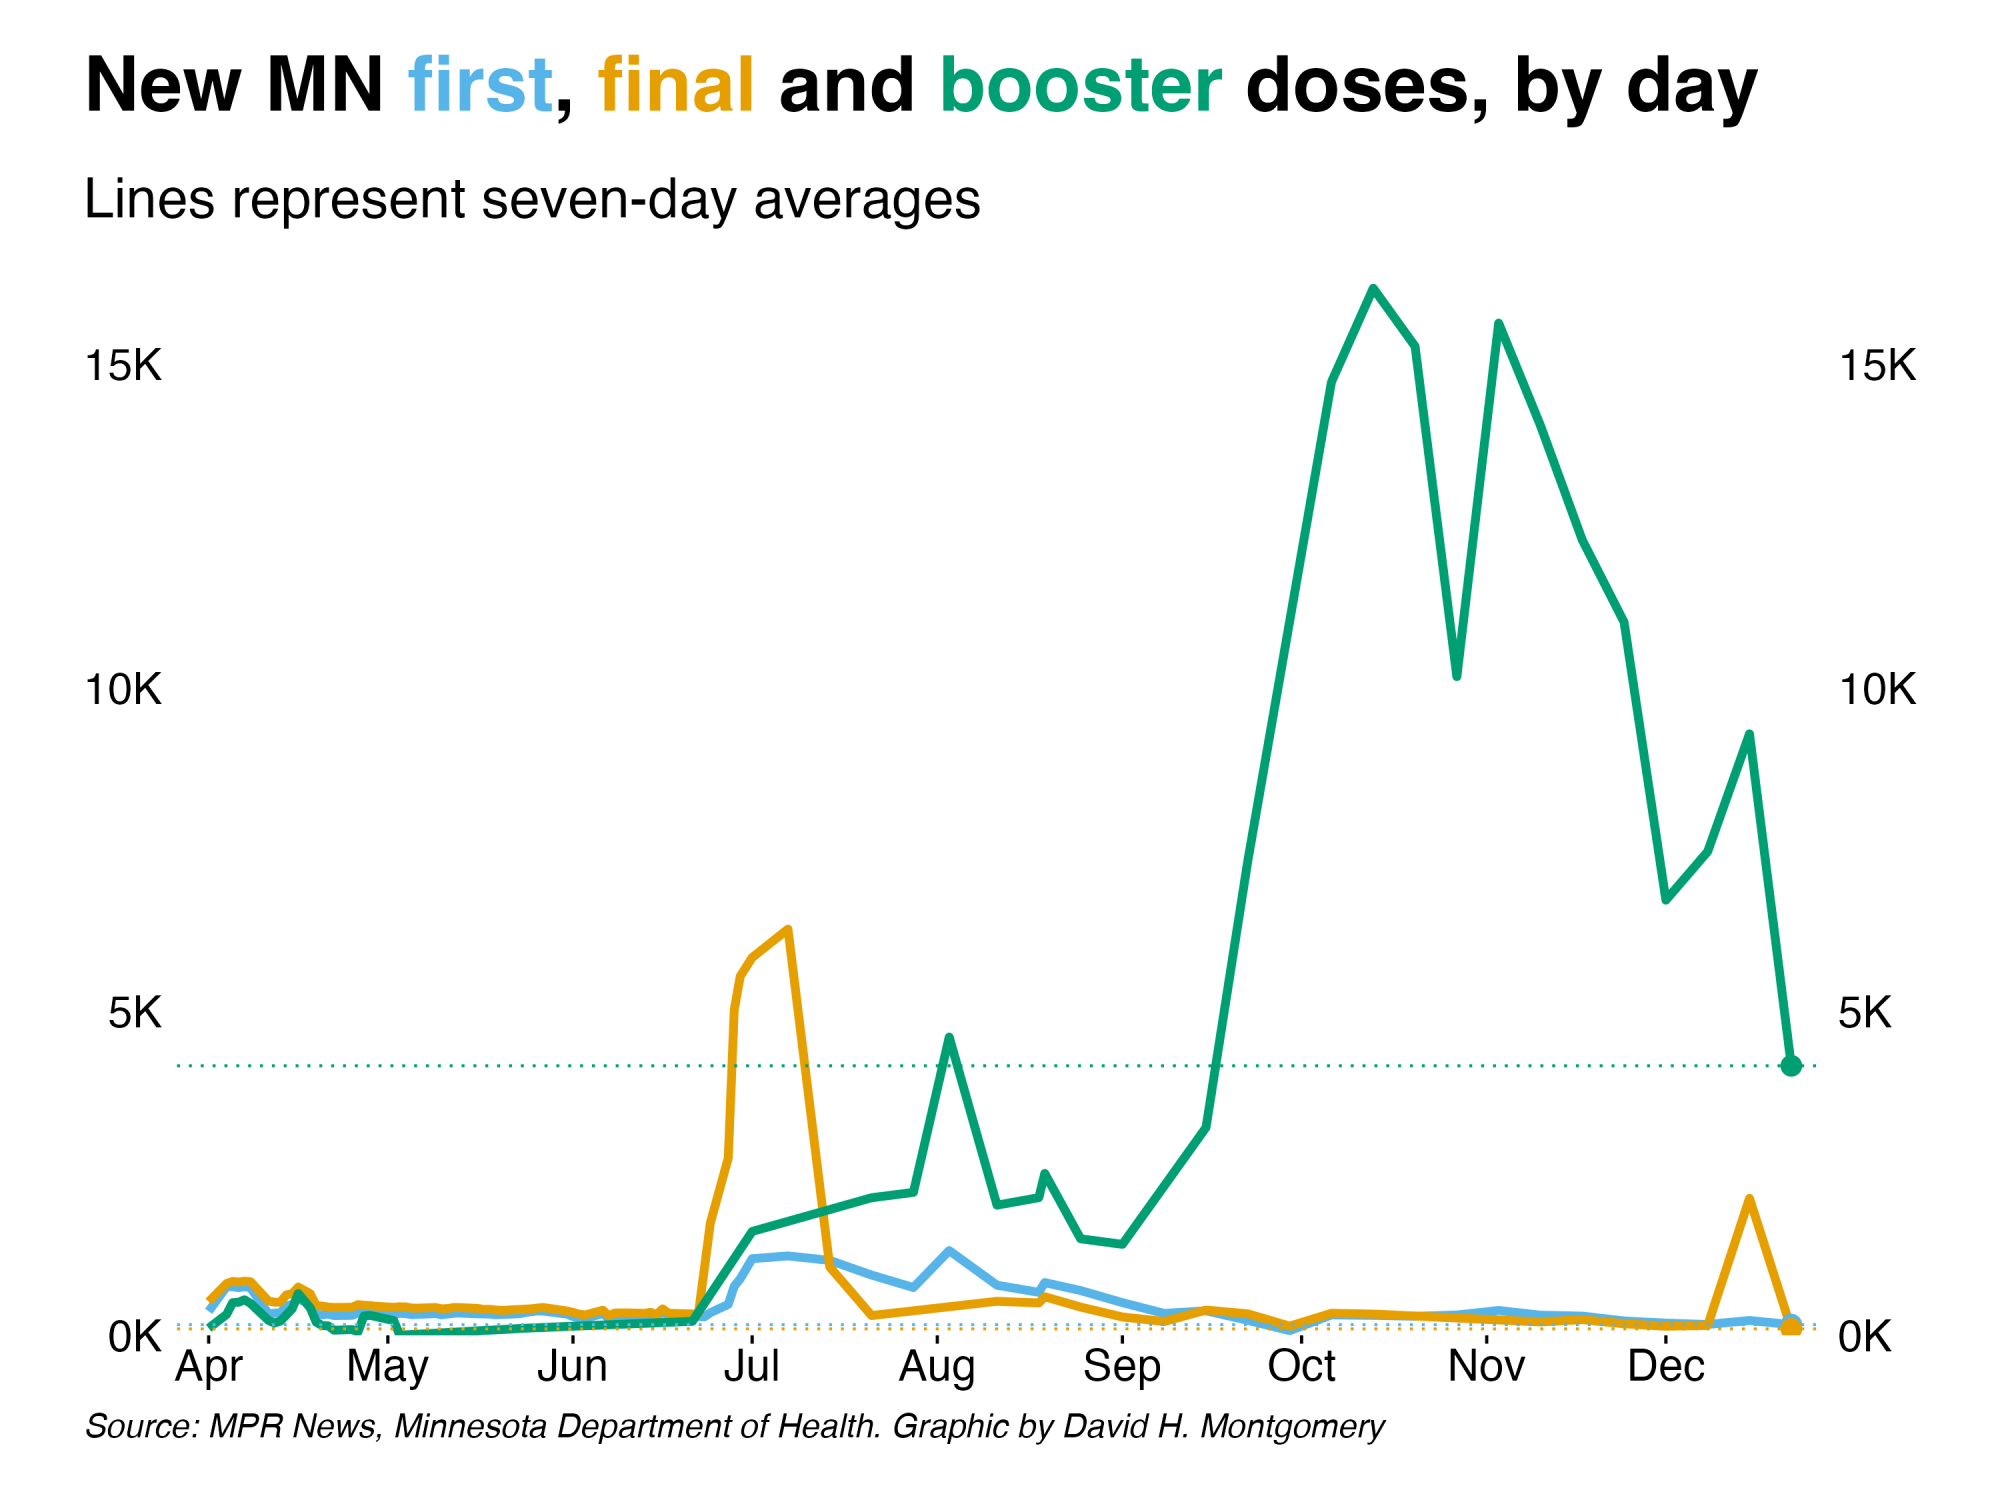 New MN first, final and booster doses, by day
Lines represent seven-day averages
15K 15K
10K 10K
5K 5K
0K 0K
Apr May Jun Jul Aug Sep Oct Nov Dec
Source: MPR News, Minnesota Department of Health. Graphic by David H. Montgomery